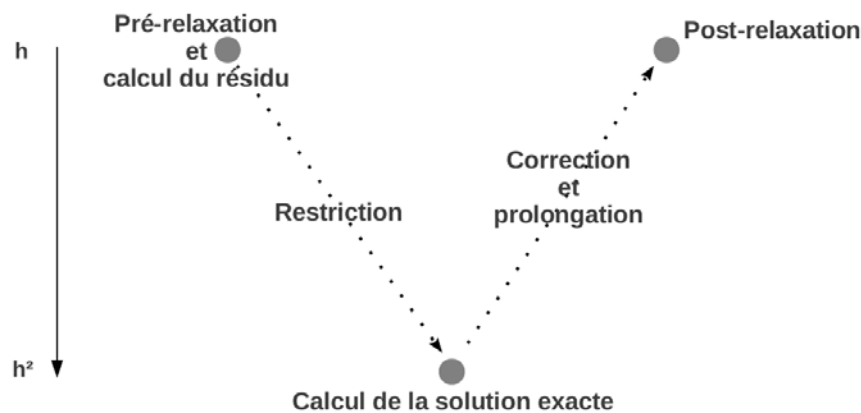 Pré-relaxation
et
calcul du résidu
h
Post-relaxation
Correction
et
prolongation
Restriction
h²
Calcul de la solution exacte